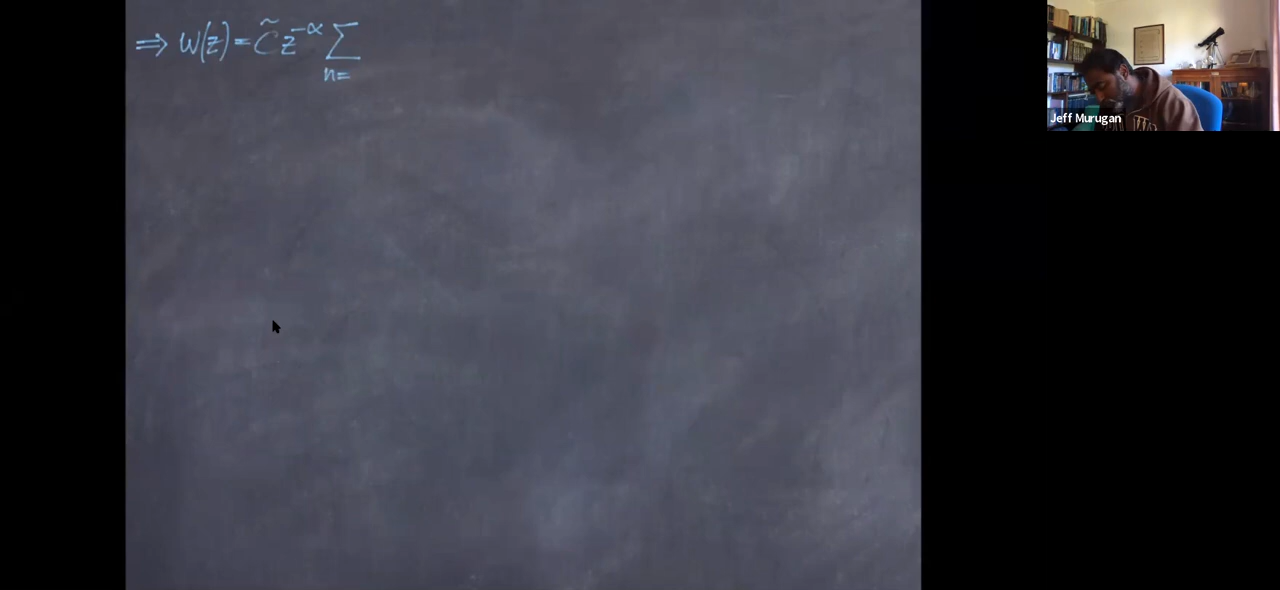 ⇒ W(z) = C̃ z^{-α} Σ
n=
Jeff Murugan